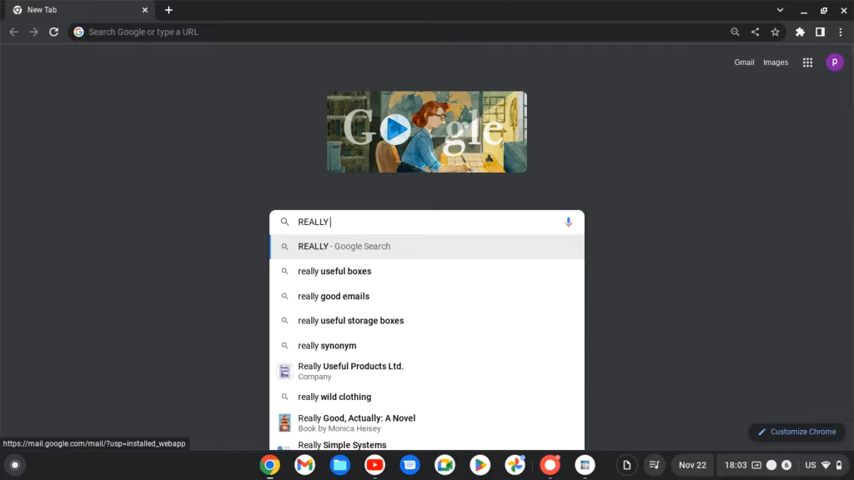 New Tab
Search Google or type a URL
Gmail Images
P
Google
REALLY
REALLY - Google Search
really useful boxes
really good emails
really useful storage boxes
really synonym
Really Useful Products Ltd.
Company
really wild clothing
Really Good, Actually: A Novel
Book by Monica Heisey
Really Simple Systems
https://mail.google.com/mail/?usp=installed_webapp
Customize Chrome
Nov 22 18:03 6 US